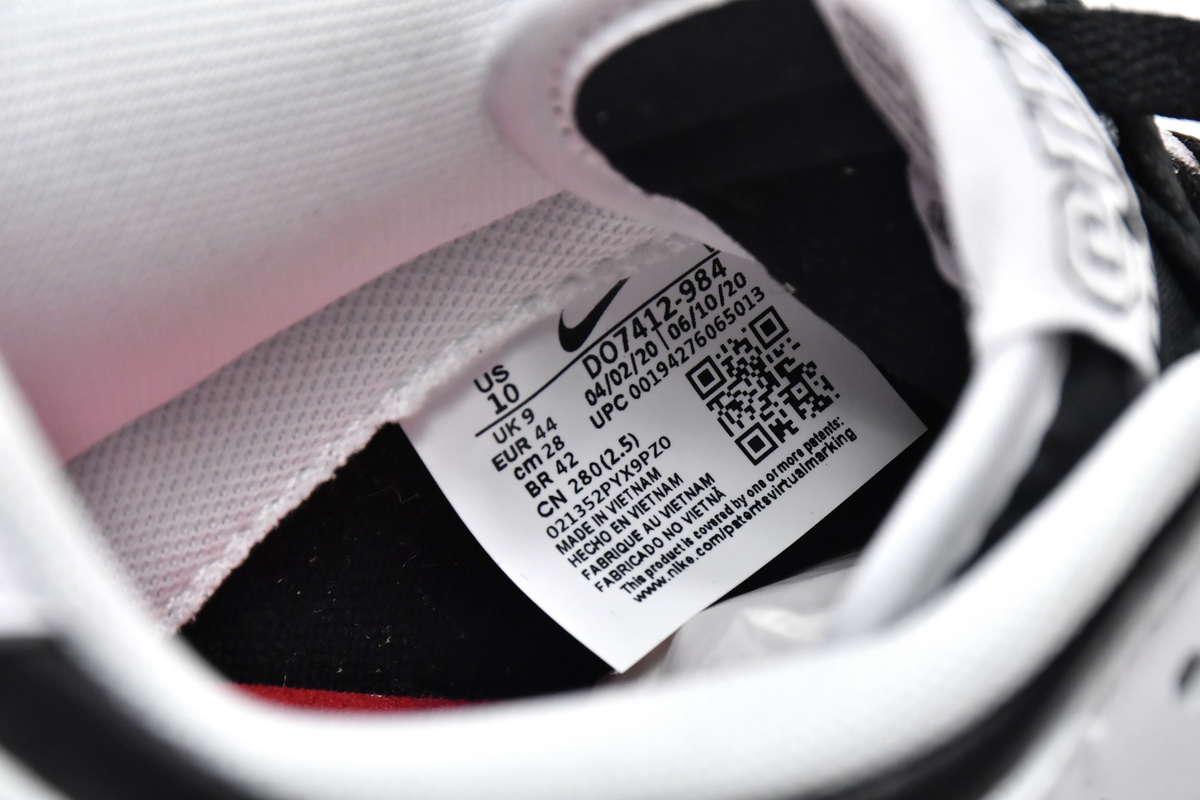 US
10
DO7412-984
04/02/20 | 06/10/20
UPC 00194276065013
UK 9
EUR 44
cm 28
BR 42
CN 280(2.5)
021352PYX9PZ0
MADE IN VIETNAM
HECHO EN VIETNAM
FABRIQUE AU VIETNAM
FABRICADO NO VIETNÃ
This product is covered by one or more patents:
www.nike.com/patentsvirtualmarking